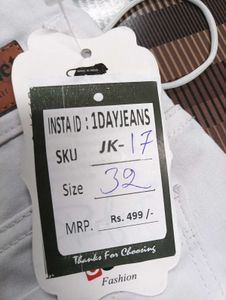 INSTA ID : 1DAYJEANS
SKU JK-17
Size 32
MRP. Rs. 499 /-
Thanks For Choosing
Fashion